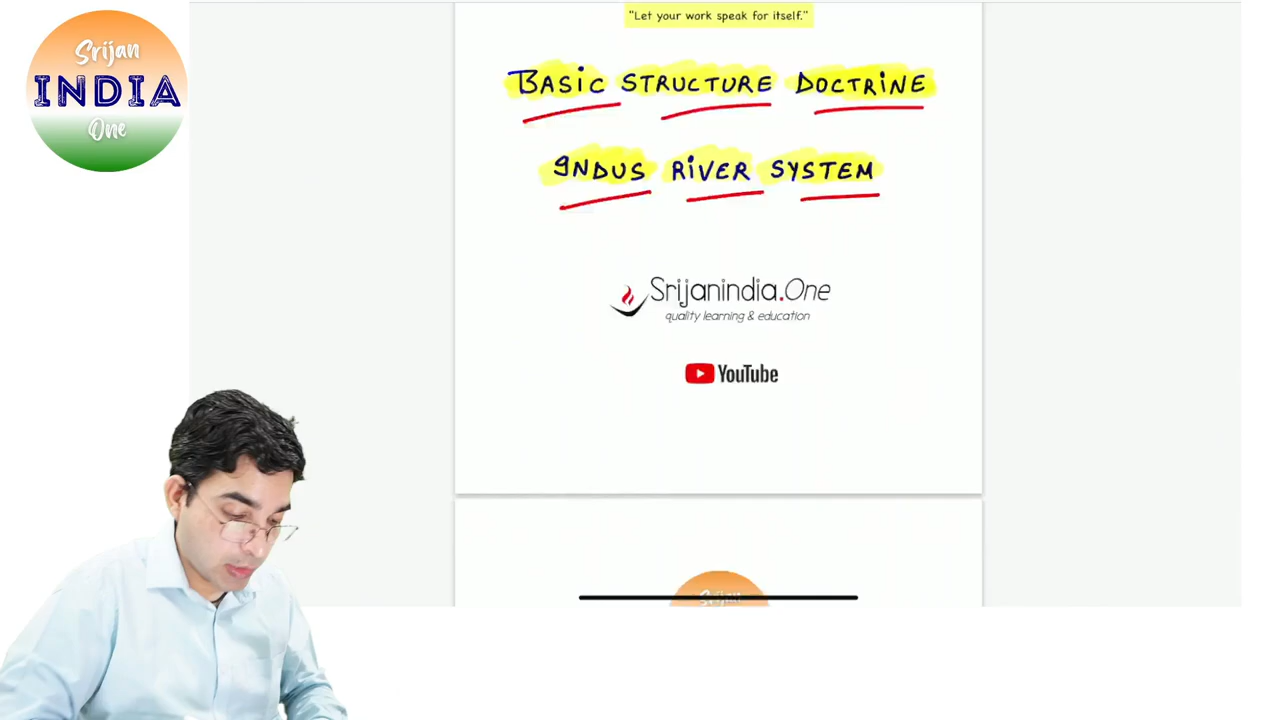 Srijan
INDIA
One
"Let your work speak for itself."
BASIC STRUCTURE DOCTRINE
INDUS RIVER SYSTEM
Srijanindia.One
quality learning & education
YouTube
Srijan